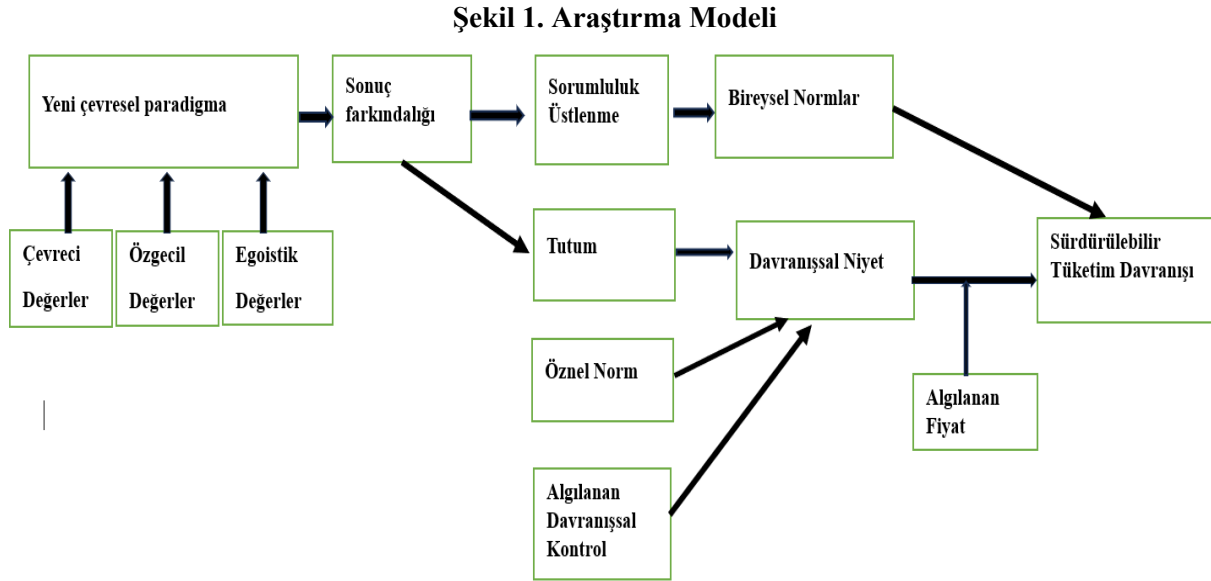 Şekil 1. Araştırma Modeli
Yeni çevresel paradigma
Sonuç
farkındalığı
Sorumluluk
Üstlenme
Bireysel Normlar
Çevreci
Değerler
Özgecil
Değerler
Egoistik
Değerler
Tutum
Davranışsal Niyet
Sürdürülebilir
Tüketim Davranışı
Öznel Norm
Algılanan
Fiyat
Algılanan
Davranışsal
Kontrol